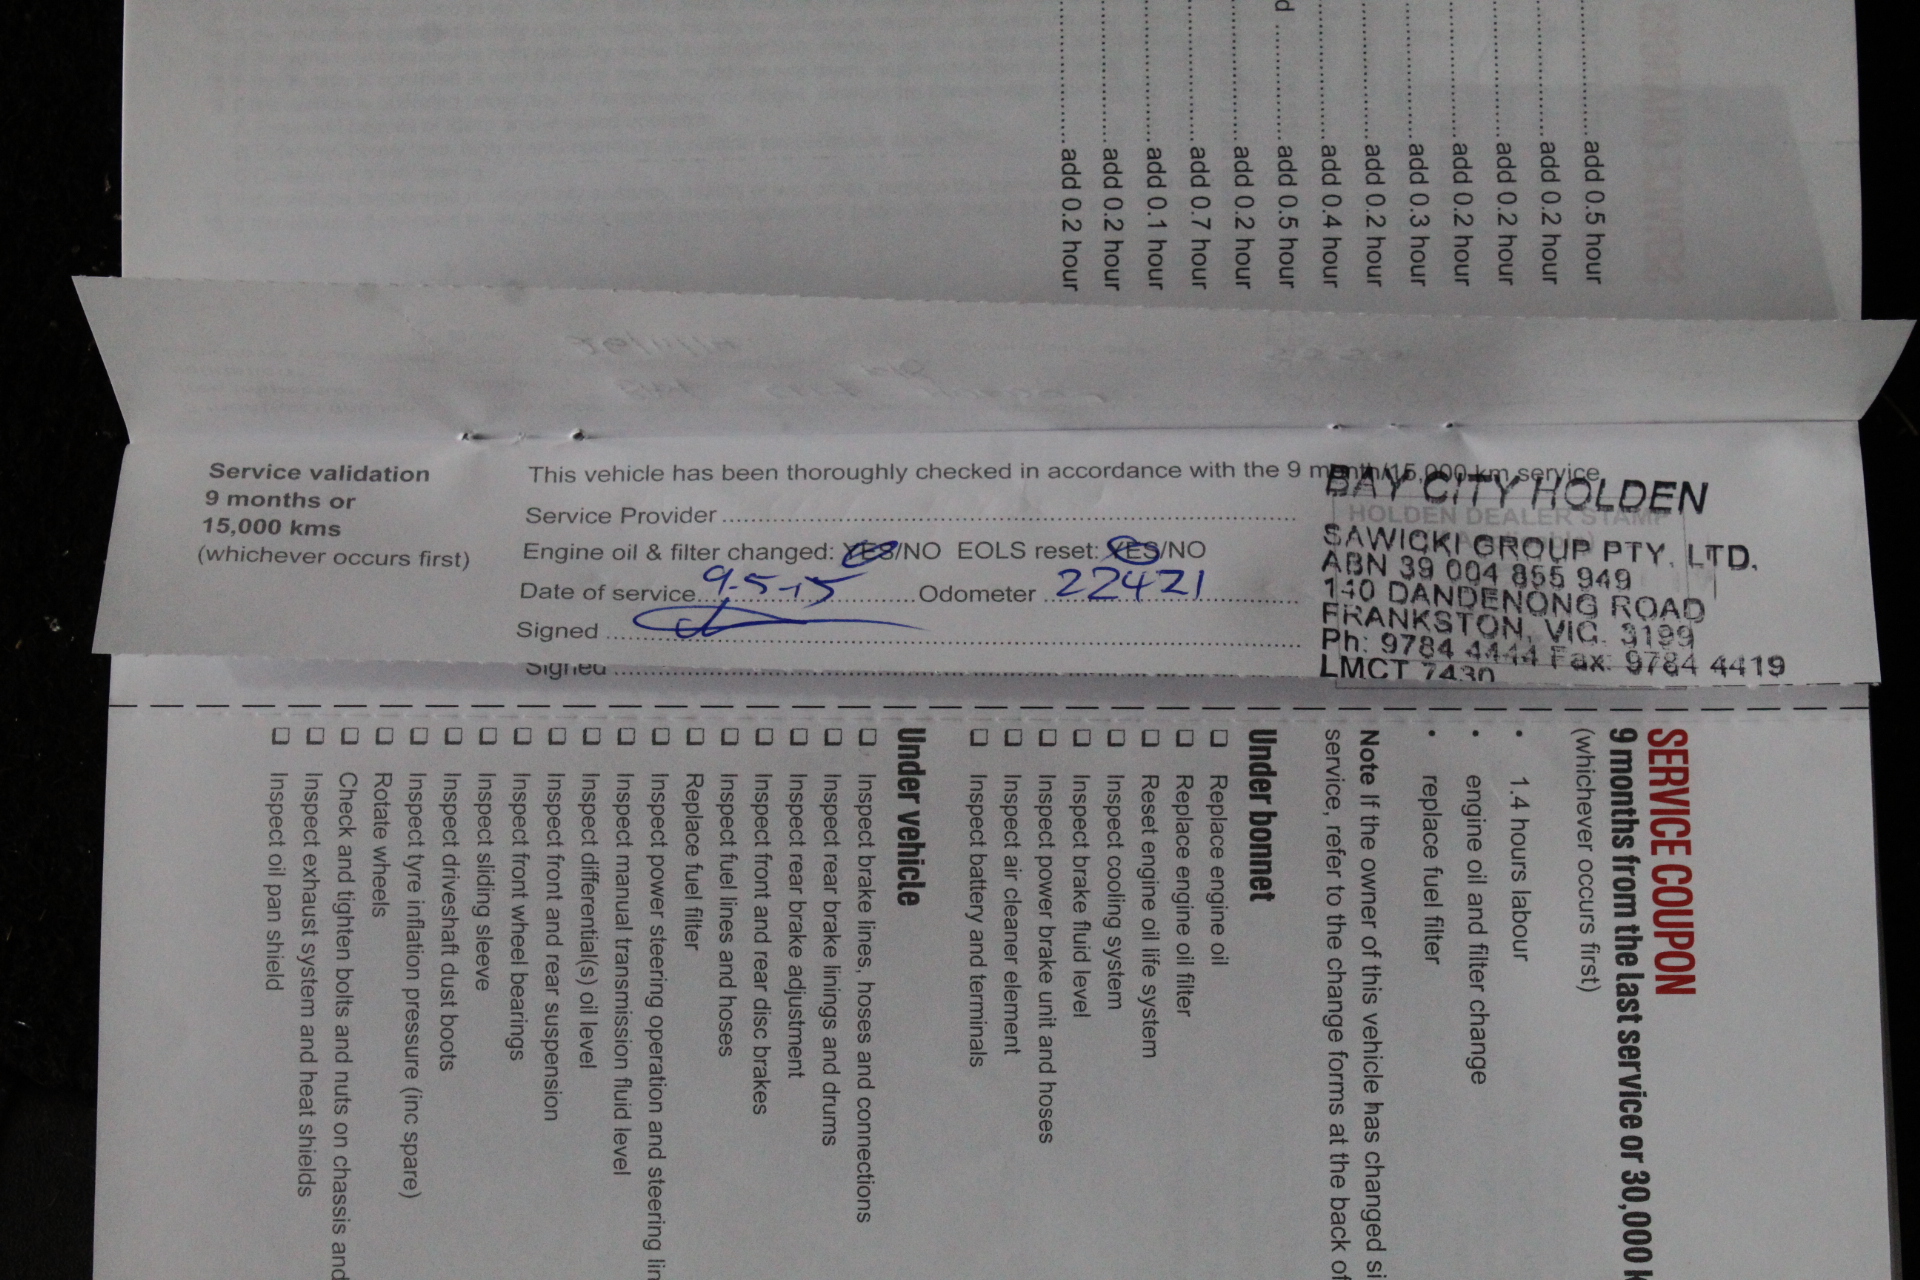 add 0.5 hour
add 0.2 hour
add 0.2 hour
add 0.2 hour
add 0.3 hour
add 0.2 hour
add 0.4 hour
d ........ add 0.5 hour
add 0.2 hour
add 0.7 hour
add 0.1 hour
add 0.2 hour
add 0.2 hour
Service validation
9 months or
15,000 kms
(whichever occurs first)
This vehicle has been thoroughly checked in accordance with the 9 month/15,000 km service.
Service Provider
Engine oil & filter changed: YES/NO EOLS reset: YES/NO
Date of service 9-5-15 Odometer 22421
Signed
Signed
HOLDEN DEALER STAMP
BAY CITY HOLDEN
SAWICKI GROUP PTY. LTD.
ABN 39 004 855 949
110 DANDENONG ROAD
FRANKSTON, VIC. 3199
Ph: 9784 4444 Fax: 9784 4419
LMCT 7430
SERVICE COUPON
9 months from the last service or 30,000 k
(whichever occurs first)
• 1.4 hours labour
• engine oil and filter change
• replace fuel filter
Note If the owner of this vehicle has changed si
service, refer to the change forms at the back of
Under bonnet
❏ Replace engine oil
❏ Replace engine oil filter
❏ Reset engine oil life system
❏ Inspect cooling system
❏ Inspect brake fluid level
❏ Inspect power brake unit and hoses
❏ Inspect air cleaner element
❏ Inspect battery and terminals
Under vehicle
❏ Inspect brake lines, hoses and connections
❏ Inspect rear brake linings and drums
❏ Inspect rear brake adjustment
❏ Inspect front and rear disc brakes
❏ Inspect fuel lines and hoses
❏ Replace fuel filter
❏ Inspect power steering operation and steering lin
❏ Inspect manual transmission fluid level
❏ Inspect differential(s) oil level
❏ Inspect front and rear suspension
❏ Inspect front wheel bearings
❏ Inspect sliding sleeve
❏ Inspect driveshaft dust boots
❏ Inspect tyre inflation pressure (inc spare)
❏ Rotate wheels
❏ Check and tighten bolts and nuts on chassis and
❏ Inspect exhaust system and heat shields
❏ Inspect oil pan shield